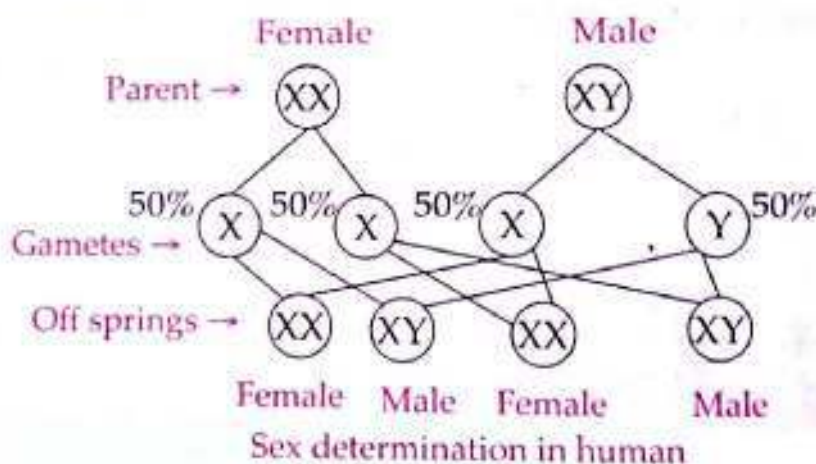 Female Male
Parent → XX XY
50% X 50% X 50% X Y 50%
Gametes →
Off springs → XX XY XX XY
Female Male Female Male
Sex determination in human